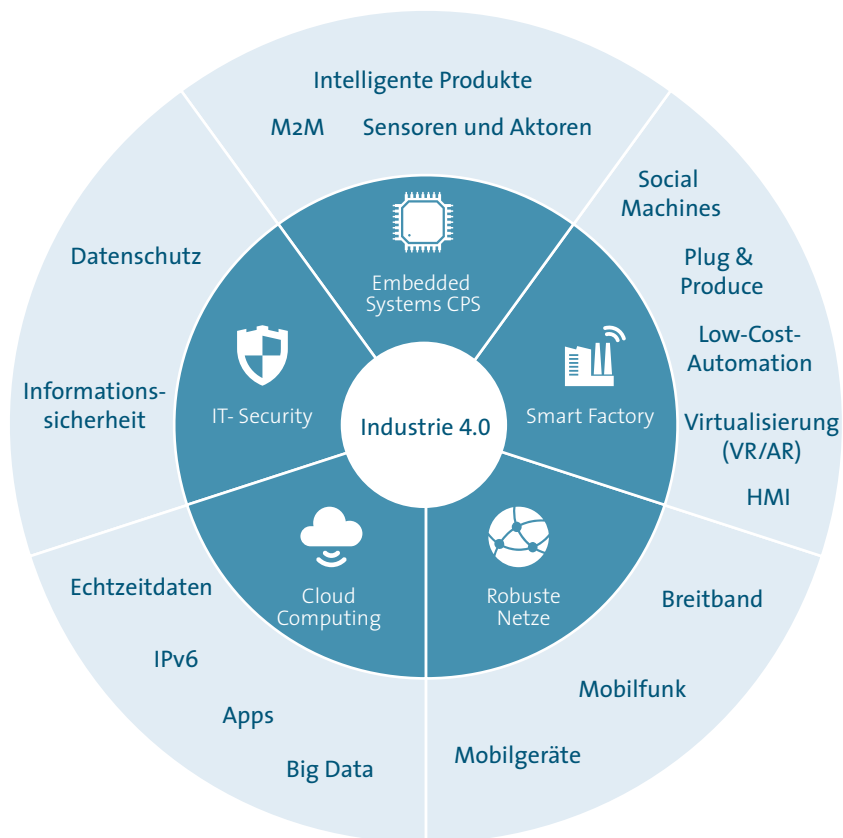 Intelligente Produkte
M2M Sensoren und Aktoren
Social
Machines
Plug &
Produce
Low-Cost-
Automation
Virtualisierung
(VR/AR)
HMI
Datenschutz
Informations-
sicherheit
Embedded
Systems CPS
IT- Security
Industrie 4.0
Smart Factory
Cloud
Computing
Robuste
Netze
Echtzeitdaten
IPv6
Apps
Big Data
Breitband
Mobilfunk
Mobilgeräte